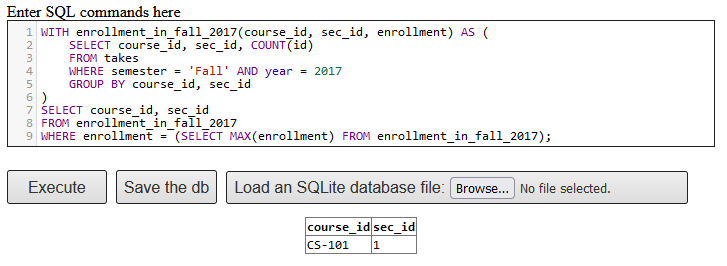 Enter SQL commands here
1 WITH enrollment_in_fall_2017(course_id, sec_id, enrollment) AS (
2     SELECT course_id, sec_id, COUNT(id)
3     FROM takes
4     WHERE semester = 'Fall' AND year = 2017
5     GROUP BY course_id, sec_id
6 )
7 SELECT course_id, sec_id
8 FROM enrollment_in_fall_2017
9 WHERE enrollment = (SELECT MAX(enrollment) FROM enrollment_in_fall_2017);
Execute Save the db Load an SQLite database file: Browse... No file selected.
course_id sec_id
CS-101 1